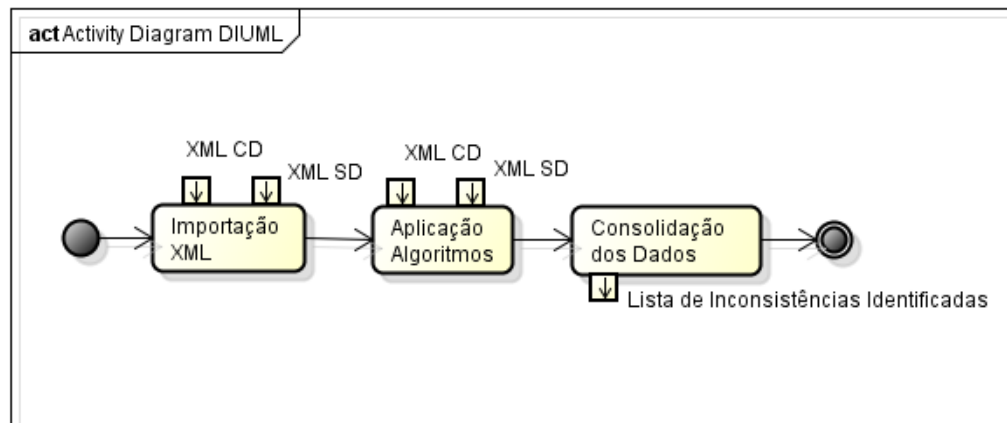 act Activity Diagram DIUML
XML CD
XML SD
XML CD
XML SD
Importação
XML
Aplicação
Algoritmos
Consolidação
dos Dados
Lista de Inconsistências Identificadas